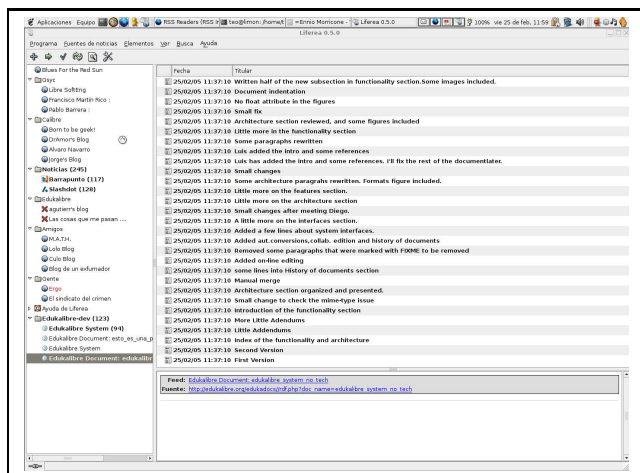 Aplicaciones Equipo RSS Readers (RSS R teo@limon: /home/t =Ennio Morricone - Liferea 0.5.0 100% vie 25 de feb, 11:59
Liferea 0.5.0
Programa Fuentes de noticias Elementos Ver Busca Ayuda
Blues For the Red Sun
Gsyc
Libre SoftEng
Francisco Martín Rico :
Pablo Barrera :
Calibre
Born to be geek!
DrAmor's Blog
Alvaro Navarro
Jorge's Blog
Noticias (245)
Barrapunto (117)
Slashdot (128)
Edukalibre
agutierr's blog
Las cosas que me pasan ....
Amigos
M.A.T.H.
Lolo Blog
Culo Blog
Blog de un exfumador
Gente
Ergo
El sindicato del crimen
Ayuda de Liferea
Edukalibre-dev (123)
Edukalibre System (94)
Edukalibre Document: esto_es_una_p
Edukalibre System
Edukalibre Document: edukalibr
Fecha Titular
25/02/05 11:37:10 Written half of the new subsection in functionality section.Some images included.
25/02/05 11:37:10 Document indentation
25/02/05 11:37:10 No float attribute in the figures
25/02/05 11:37:10 Small fix
25/02/05 11:37:10 Architecture section reviewed, and some figures included
25/02/05 11:37:10 Little more in the functionality section
25/02/05 11:37:10 Some paragraphs rewritten
25/02/05 11:37:10 Luis added the intro and some references
25/02/05 11:37:10 Luis has added the intro and some references. I'll fix the rest of the documentlater.
25/02/05 11:37:10 Small changes
25/02/05 11:37:10 Some architecture paragrahs rewritten. Formats figure included.
25/02/05 11:37:10 Little more on the features section.
25/02/05 11:37:10 Little more on the architecture section
25/02/05 11:37:10 Small changes after meeting Diego.
25/02/05 11:37:10 A little more on the interfaces section.
25/02/05 11:37:10 Added a few lines about system interfaces.
25/02/05 11:37:10 Added aut.conversions,collab. edition and history of documents
25/02/05 11:37:10 Removed some paragraphs that were marked with FIXME to be removed
25/02/05 11:37:10 Added on-line editing
25/02/05 11:37:10 some lines into History of documents section
25/02/05 11:37:10 Manual merge
25/02/05 11:37:10 Architecture section organized and presented.
25/02/05 11:37:10 Small change to check the mime-type issue
25/02/05 11:37:10 Introduction of the functionality section
25/02/05 11:37:10 More Little Addendums
25/02/05 11:37:10 Little Addendums
25/02/05 11:37:10 Index of the functionality and architecture
25/02/05 11:37:10 Second Version
25/02/05 11:37:10 First Version
Feed: Edukalibre Document: edukalibre_system_no_tech
Fuente: http://edukalibre.org/edukadocs/rdf.php?doc_name=edukalibre_system_no_tech